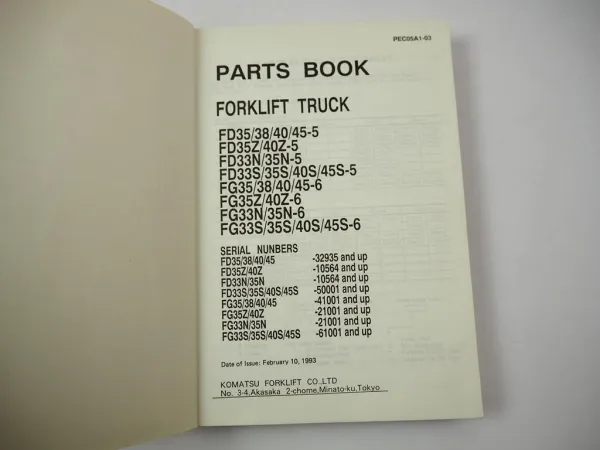 PEC05A1-03
PARTS BOOK
FORKLIFT TRUCK
FD35/38/40/45-5
FD35Z/40Z-5
FD33N/35N-5
FD33S/35S/40S/45S-5
FG35/38/40/45-6
FG35Z/40Z-6
FG33N/35N-6
FG33S/35S/40S/45S-6
SERIAL NUNBERS
FD35/38/40/45 -32935 and up
FD35Z/40Z -10564 and up
FD33N/35N -10564 and up
FD33S/35S/40S/45S -50001 and up
FG35/38/40/45 -41001 and up
FG35Z/40Z -21001 and up
FG33N/35N -21001 and up
FG33S/35S/40S/45S -61001 and up
Date of Issue: February 10, 1993
KOMATSU FORKLIFT CO.,LTD
No. 3-4,Akasaka 2-chome,Minato-ku,Tokyo